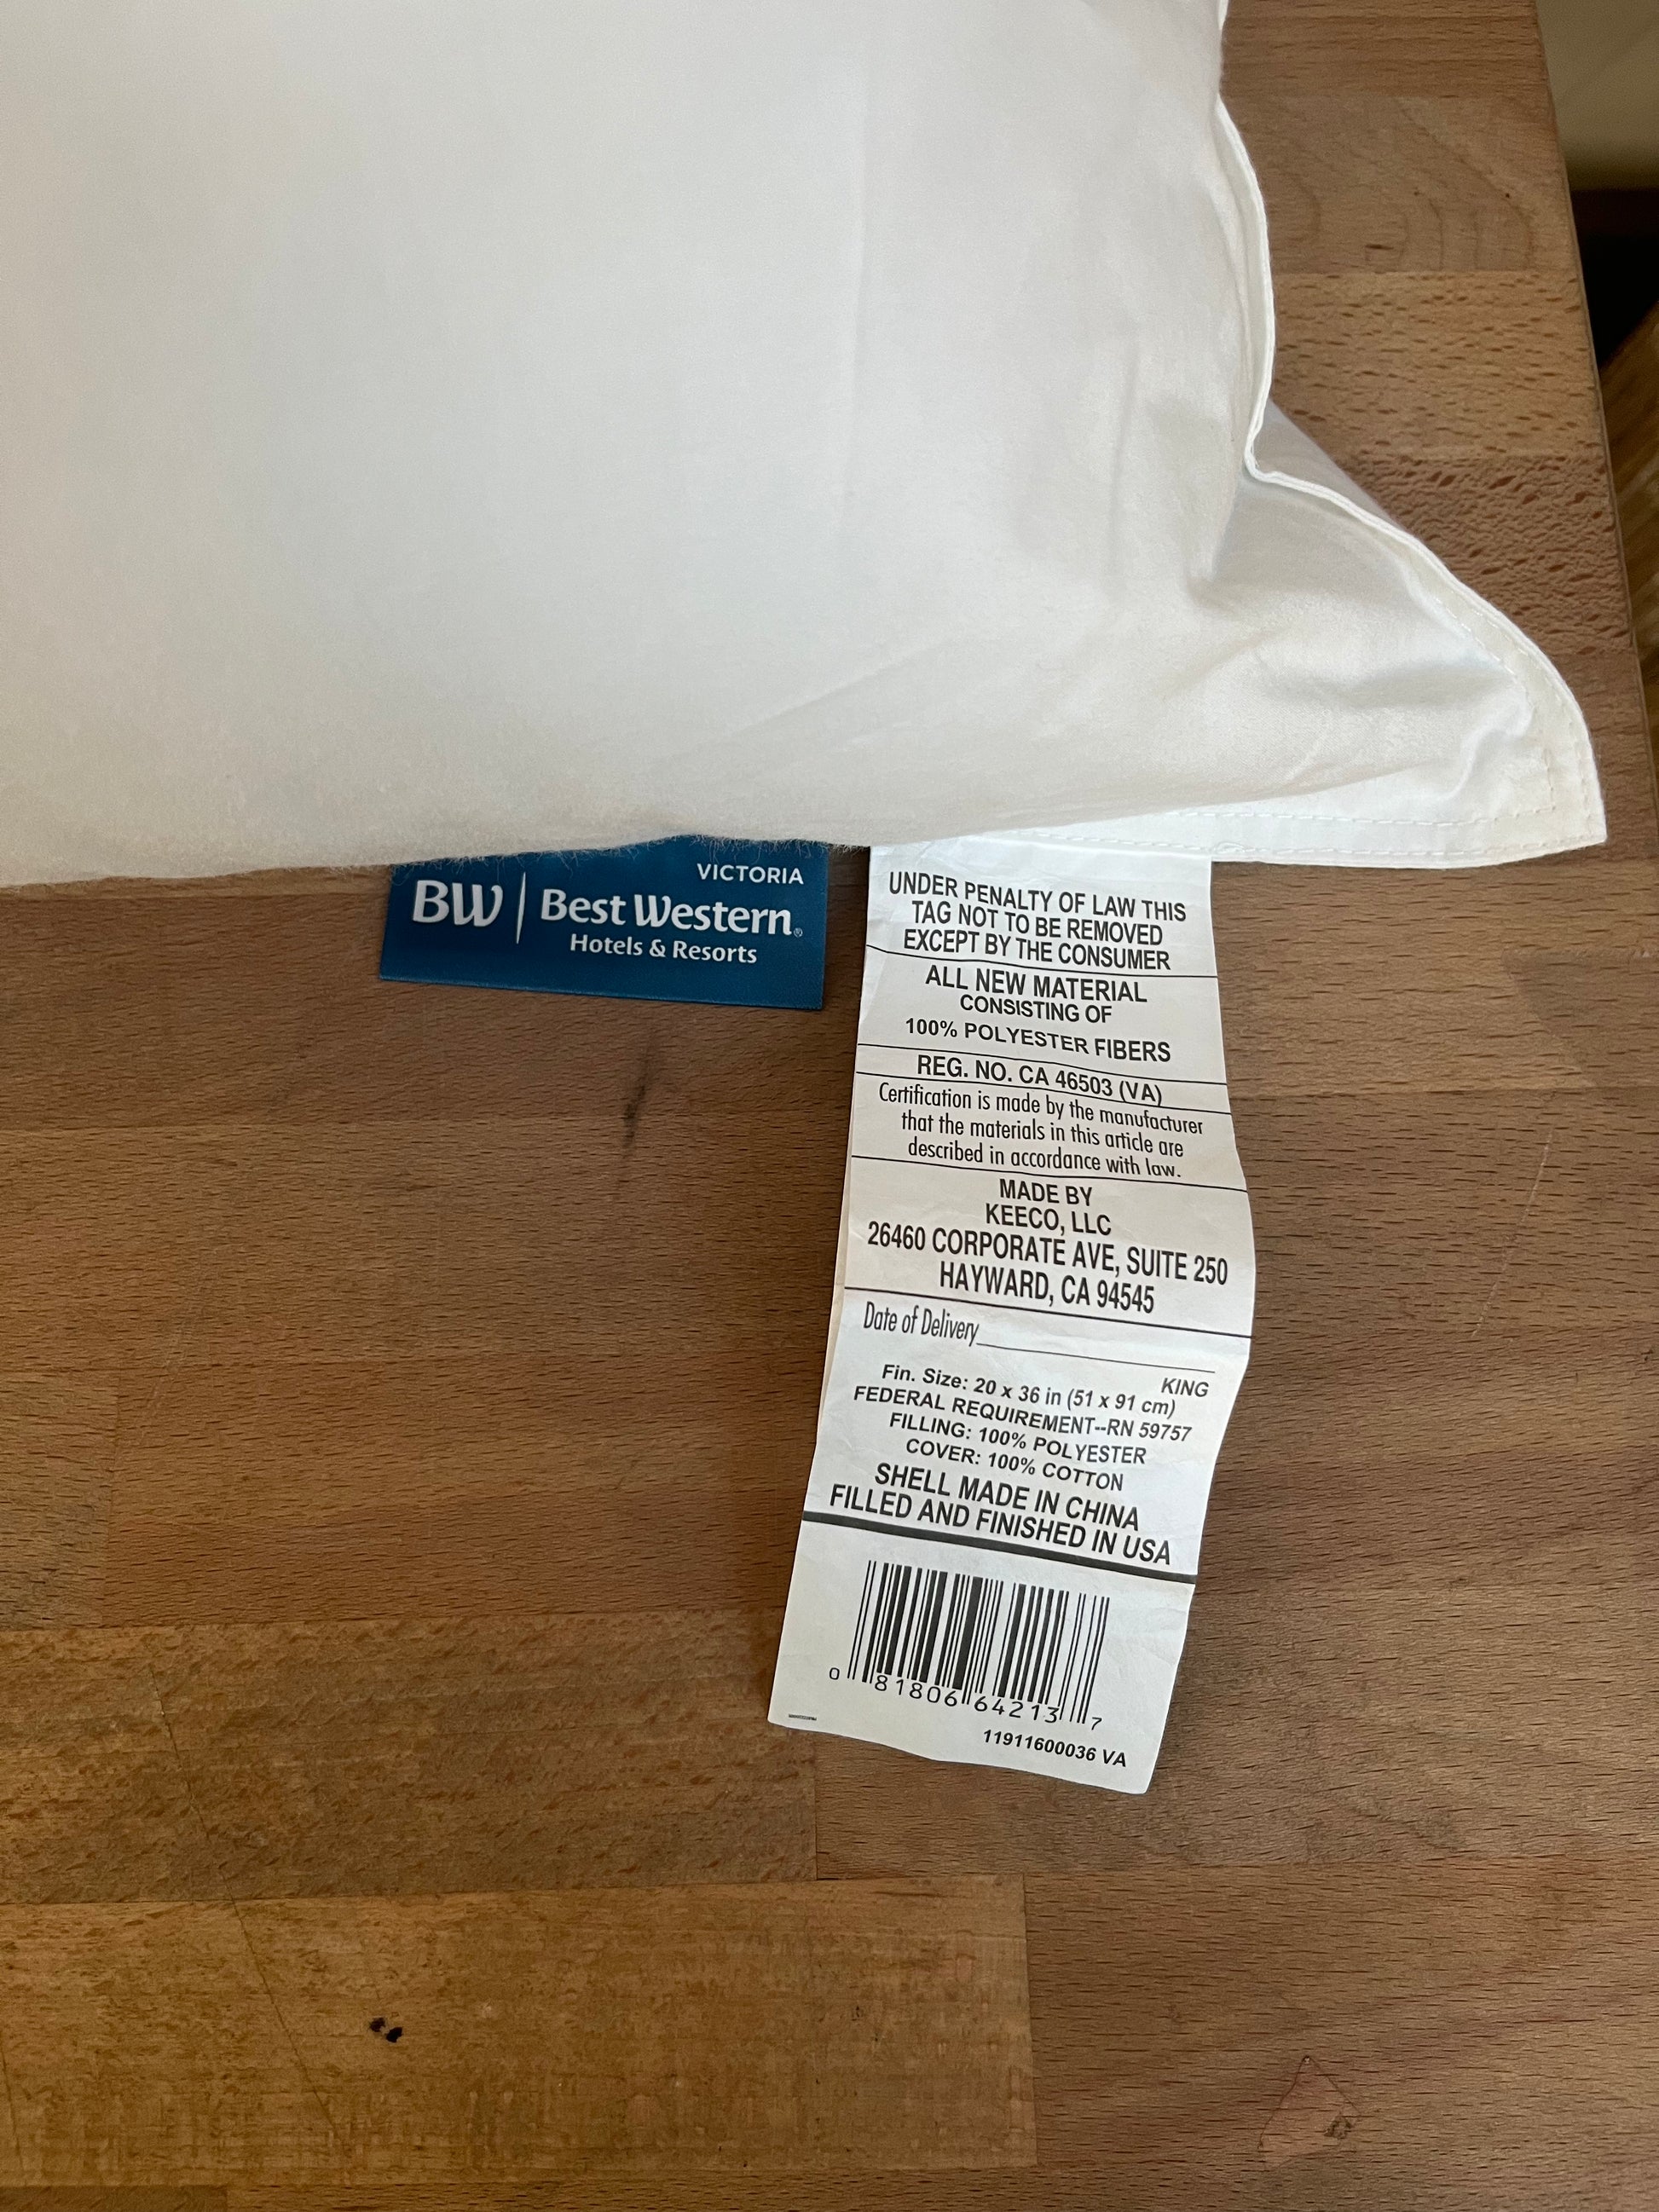 VICTORIA
BW | Best Western®
Hotels & Resorts
UNDER PENALTY OF LAW THIS
TAG NOT TO BE REMOVED
EXCEPT BY THE CONSUMER
ALL NEW MATERIAL
CONSISTING OF
100% POLYESTER FIBERS
REG. NO. CA 46503 (VA)
Certification is made by the manufacturer
that the materials in this article are
described in accordance with law.
MADE BY
KEECO, LLC
26460 CORPORATE AVE, SUITE 250
HAYWARD, CA 94545
Date of Delivery
KING
Fin. Size: 20 x 36 in (51 x 91 cm)
FEDERAL REQUIREMENT--RN 59757
FILLING: 100% POLYESTER
COVER: 100% COTTON
SHELL MADE IN CHINA
FILLED AND FINISHED IN USA
0 81806 64213 7
11911600036 VA